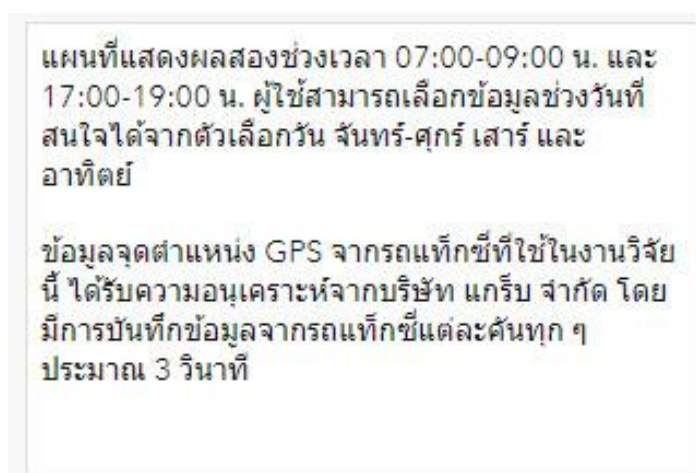 แผนที่แสดงผลสองช่วงเวลา 07:00-09:00 น. และ
17:00-19:00 น. ผู้ใช้สามารถเลือกข้อมูลช่วงวันที่
สนใจได้จากตัวเลือกวัน จันทร์-ศุกร์ เสาร์ และ
อาทิตย์
ข้อมูลจุดตำแหน่ง GPS จากรถแท็กซี่ที่ใช้ในงานวิจัย
นี้ ได้รับความอนุเคราะห์จากบริษัท แกร็บ จำกัด โดย
มีการบันทึกข้อมูลจากรถแท็กซี่แต่ละคันทุก ๆ
ประมาณ 3 วินาที